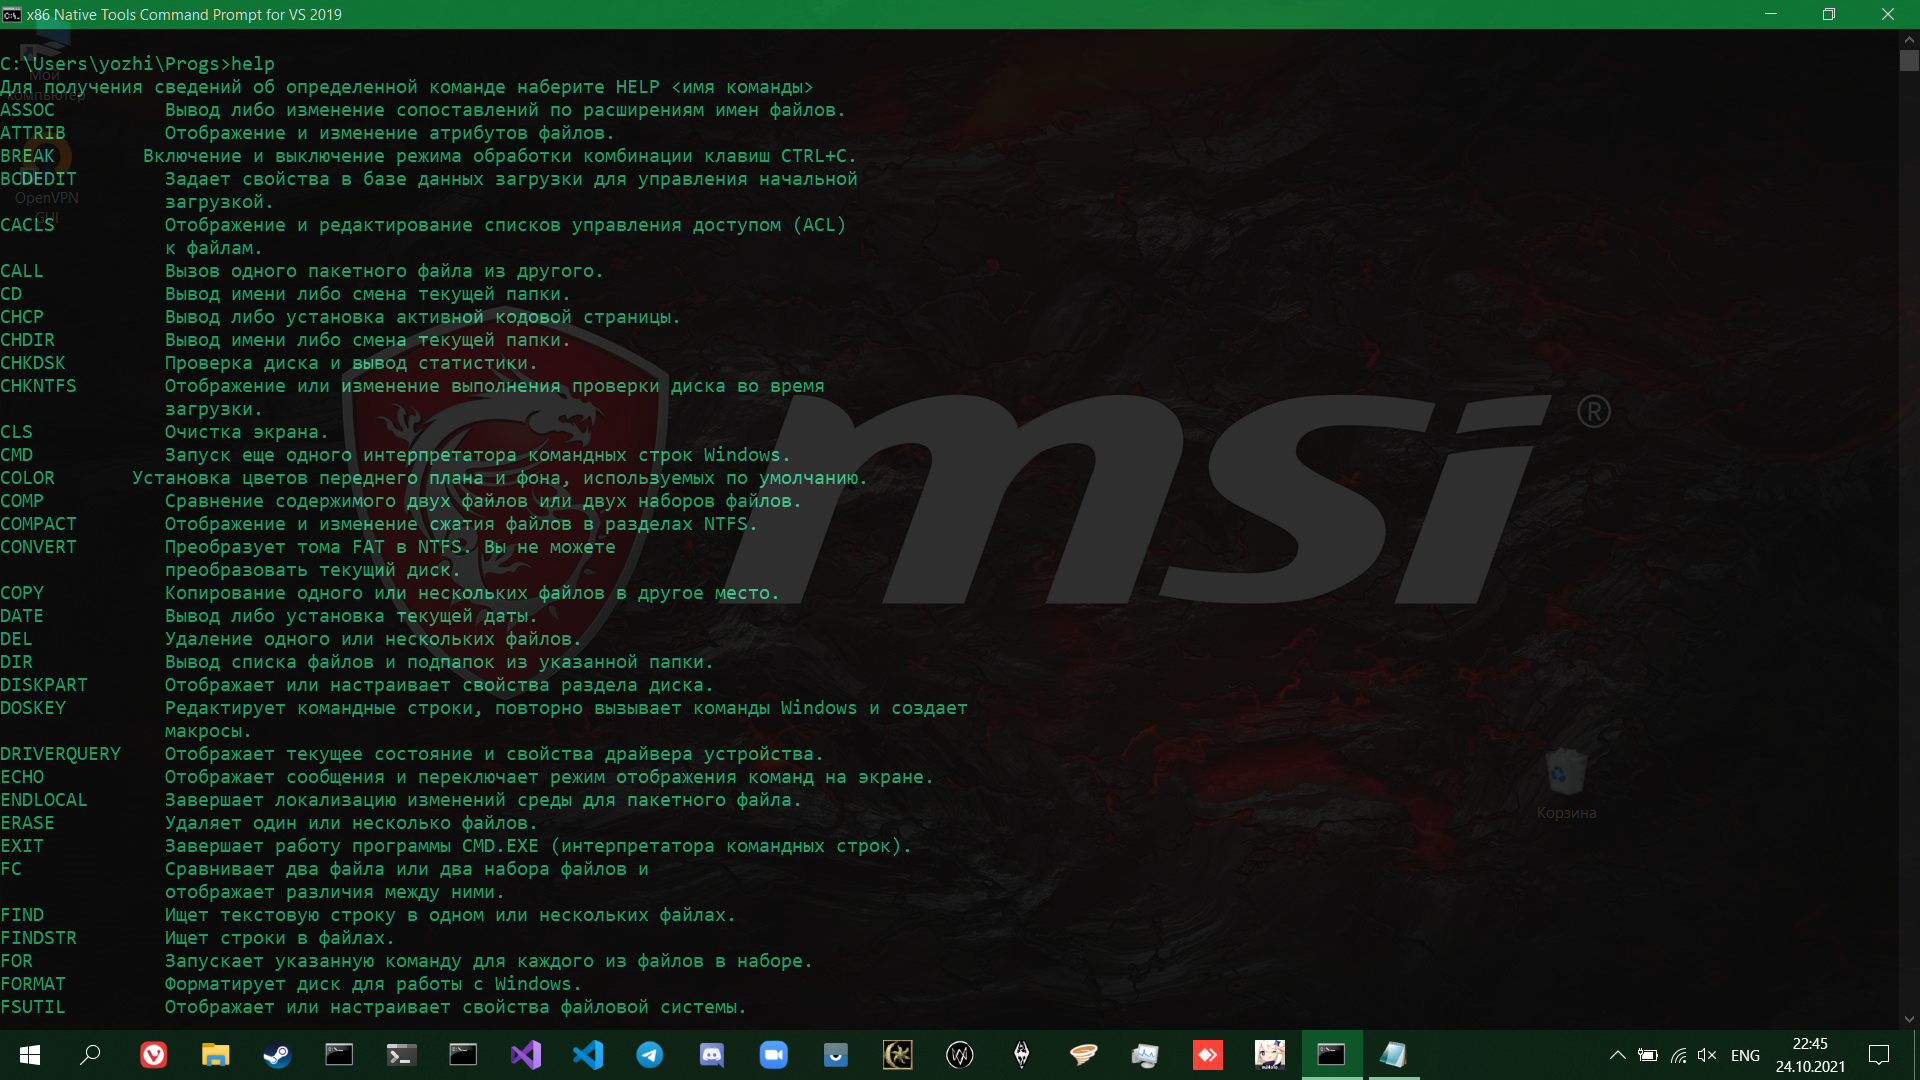 x86 Native Tools Command Prompt for VS 2019
C:\Users\yozhi\Progs>help
Для получения сведений об определенной команде наберите HELP <имя команды>
ASSOC Вывод либо изменение сопоставлений по расширениям имен файлов.
ATTRIB Отображение и изменение атрибутов файлов.
BREAK Включение и выключение режима обработки комбинации клавиш CTRL+C.
BCDEDIT Задает свойства в базе данных загрузки для управления начальной
загрузкой.
CACLS Отображение и редактирование списков управления доступом (ACL)
к файлам.
CALL Вызов одного пакетного файла из другого.
CD Вывод имени либо смена текущей папки.
CHCP Вывод либо установка активной кодовой страницы.
CHDIR Вывод имени либо смена текущей папки.
CHKDSK Проверка диска и вывод статистики.
CHKNTFS Отображение или изменение выполнения проверки диска во время
загрузки.
CLS Очистка экрана.
CMD Запуск еще одного интерпретатора командных строк Windows.
COLOR Установка цветов переднего плана и фона, используемых по умолчанию.
COMP Сравнение содержимого двух файлов или двух наборов файлов.
COMPACT Отображение и изменение сжатия файлов в разделах NTFS.
CONVERT Преобразует тома FAT в NTFS. Вы не можете
преобразовать текущий диск.
COPY Копирование одного или нескольких файлов в другое место.
DATE Вывод либо установка текущей даты.
DEL Удаление одного или нескольких файлов.
DIR Вывод списка файлов и подпапок из указанной папки.
DISKPART Отображает или настраивает свойства раздела диска.
DOSKEY Редактирует командные строки, повторно вызывает команды Windows и создает
макросы.
DRIVERQUERY Отображает текущее состояние и свойства драйвера устройства.
ECHO Отображает сообщения и переключает режим отображения команд на экране.
ENDLOCAL Завершает локализацию изменений среды для пакетного файла.
ERASE Удаляет один или несколько файлов.
EXIT Завершает работу программы CMD.EXE (интерпретатора командных строк).
FC Сравнивает два файла или два набора файлов и
отображает различия между ними.
FIND Ищет текстовую строку в одном или нескольких файлах.
FINDSTR Ищет строки в файлах.
FOR Запускает указанную команду для каждого из файлов в наборе.
FORMAT Форматирует диск для работы с Windows.
FSUTIL Отображает или настраивает свойства файловой системы.
Мой
компьютер
OpenVPN
GUI
msi ®
Корзина
ENG
22:45
24.10.2021